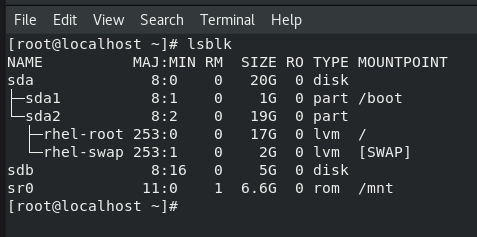 File Edit View Search Terminal Help
[root@localhost ~]# lsblk
NAME          MAJ:MIN RM  SIZE RO TYPE MOUNTPOINT
sda             8:0    0   20G  0 disk
├─sda1          8:1    0    1G  0 part /boot
└─sda2          8:2    0   19G  0 part
  ├─rhel-root 253:0    0   17G  0 lvm  /
  └─rhel-swap 253:1    0    2G  0 lvm  [SWAP]
sdb             8:16   0    5G  0 disk
sr0            11:0    1  6.6G  0 rom  /mnt
[root@localhost ~]#